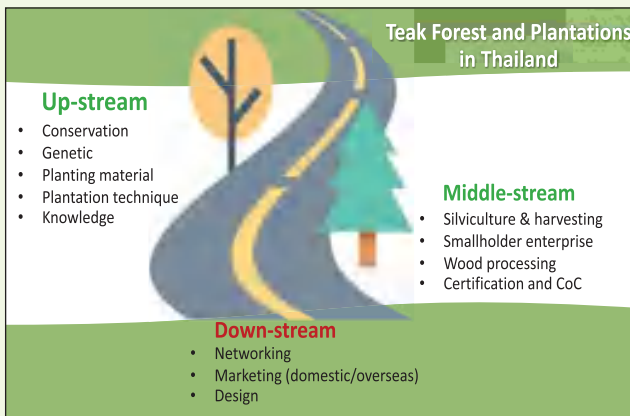 Teak Forest and Plantations
in Thailand
Up-stream
• Conservation
• Genetic
• Planting material
• Plantation technique
• Knowledge
Middle-stream
• Silviculture & harvesting
• Smallholder enterprise
• Wood processing
• Certification and CoC
Down-stream
• Networking
• Marketing (domestic/overseas)
• Design